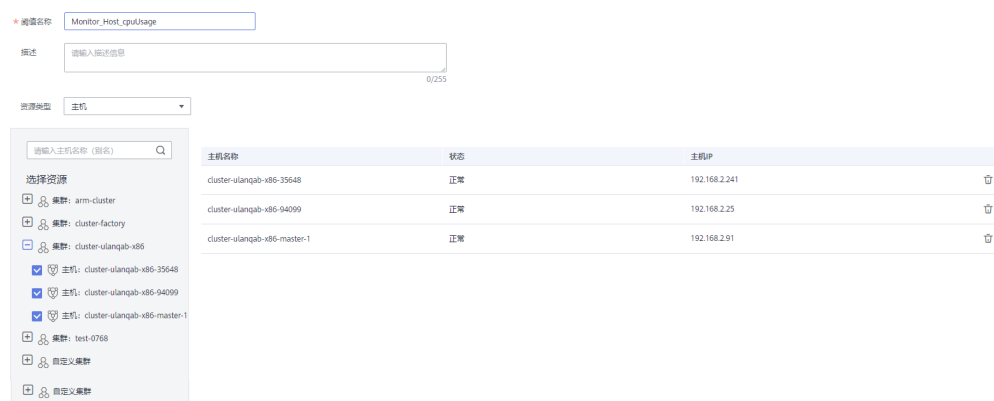 * 阈值名称 Monitor_Host_cpuUsage
描述 请输入描述信息
0/255
资源类型 主机
请输入主机名称（别名）
选择资源
集群：arm-cluster
集群：cluster-factory
集群：cluster-ulanqab-x86
主机：cluster-ulanqab-x86-35648
主机：cluster-ulanqab-x86-94099
主机：cluster-ulanqab-x86-master-1
集群：test-0768
自定义集群
自定义集群
主机名称 状态 主机IP
cluster-ulanqab-x86-35648 正常 192.168.2.241
cluster-ulanqab-x86-94099 正常 192.168.2.25
cluster-ulanqab-x86-master-1 正常 192.168.2.91